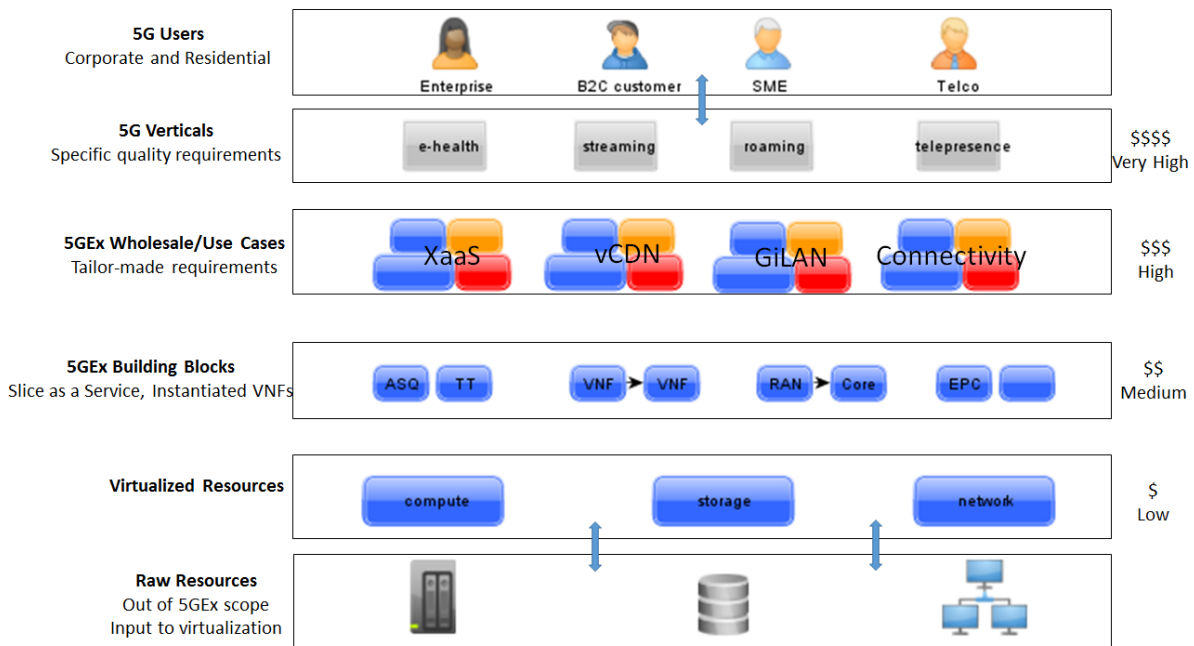 5G Users
Corporate and Residential
Enterprise
B2C customer
SME
Telco
5G Verticals
Specific quality requirements
e-health
streaming
roaming
telepresence
$$$$
Very High
5GEx Wholesale/Use Cases
Tailor-made requirements
XaaS
vCDN
GiLAN
Connectivity
$$$
High
5GEx Building Blocks
Slice as a Service, Instantiated VNFs
ASQ
TT
VNF
VNF
RAN
Core
EPC
$$
Medium
Virtualized Resources
compute
storage
network
$
Low
Raw Resources
Out of 5GEx scope
Input to virtualization